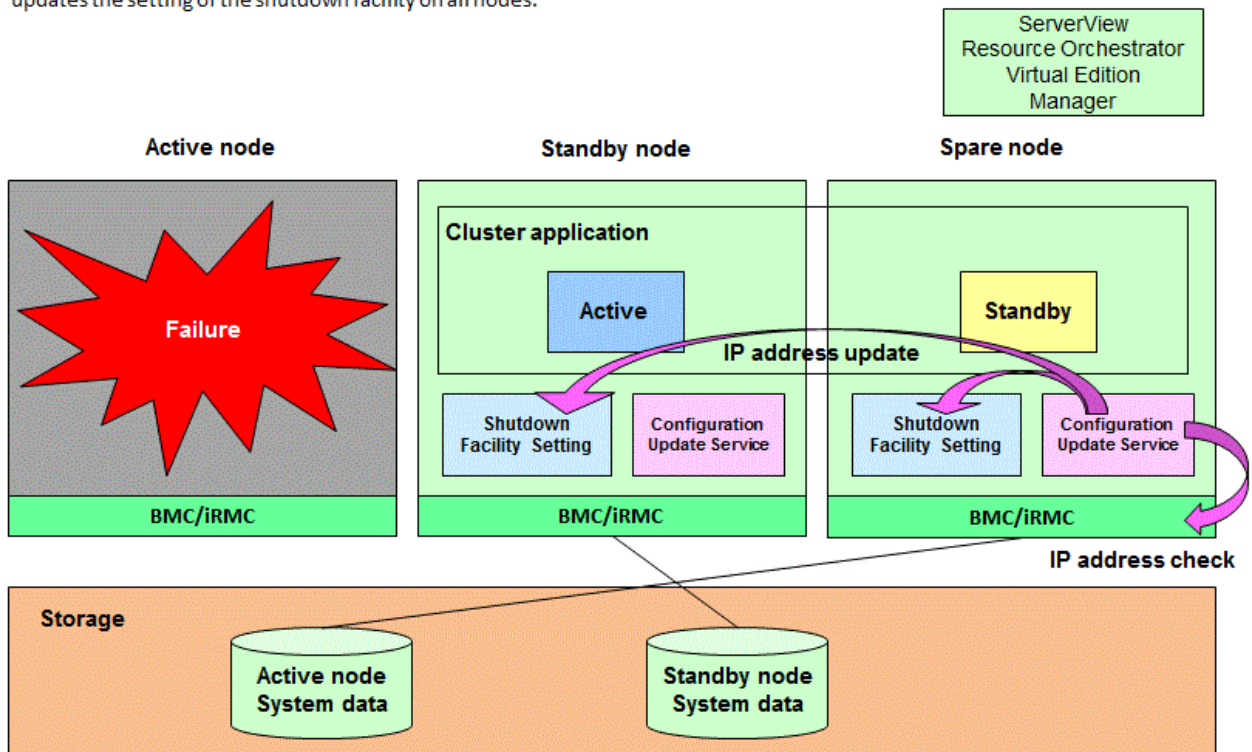 updates the setting of the shutdown facility on all nodes.
ServerView
Resource Orchestrator
Virtual Edition
Manager
Active node
Standby node
Spare node
Failure
Cluster application
Active
Standby
IP address update
Shutdown
Facility Setting
Configuration
Update Service
Shutdown
Facility Setting
Configuration
Update Service
BMC/iRMC
BMC/iRMC
BMC/iRMC
IP address check
Storage
Active node
System data
Standby node
System data